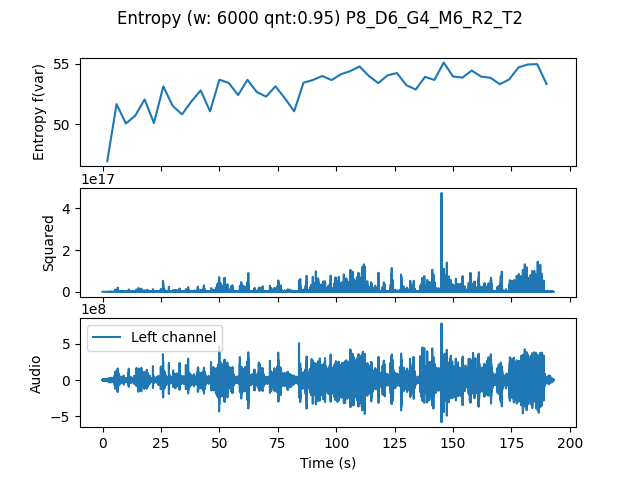 Entropy (w: 6000 qnt:0.95) P8_D6_G4_M6_R2_T2
55
50
Entropy f(var)
1e17
4
2
0
Squared
1e8
Left channel
5
0
−5
Audio
0 25 50 75 100 125 150 175 200
Time (s)